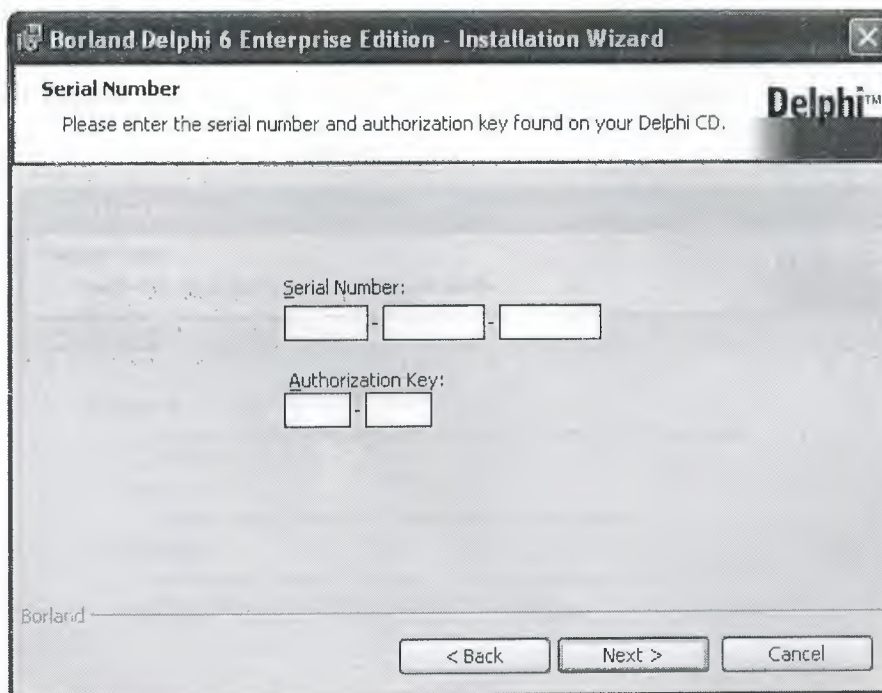 Borland Delphi 6 Enterprise Edition - Installation Wizard
Serial Number
Please enter the serial number and authorization key found on your Delphi CD.
Delphi™
Serial Number:
- -
Authorization Key:
-
Borland
< Back Next > Cancel